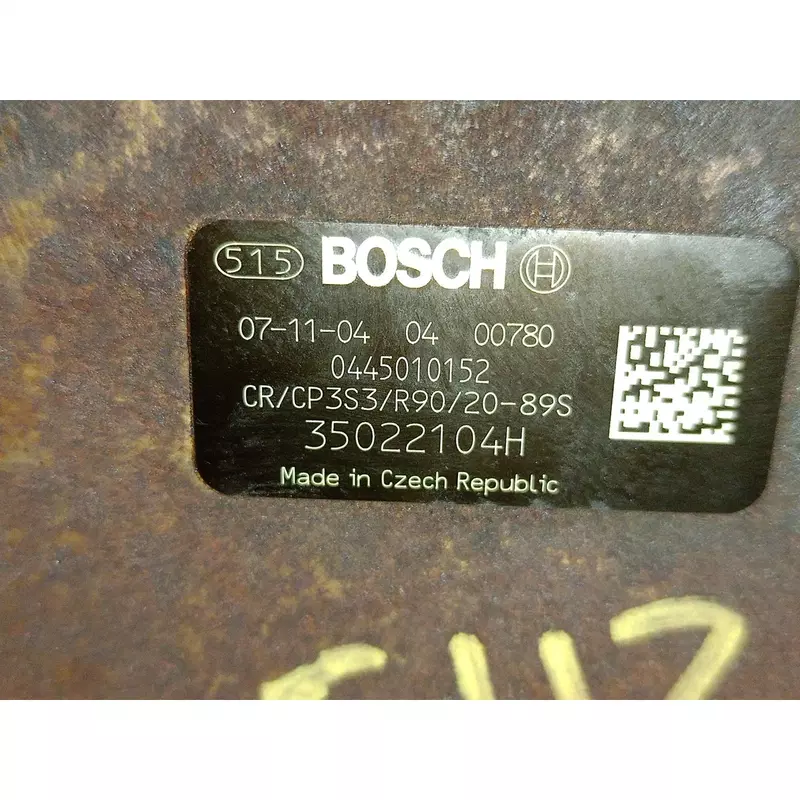 515 BOSCH
07-11-04 04 00780
0445010152
CR/CP3S3/R90/20-89S
35022104H
Made in Czech Republic